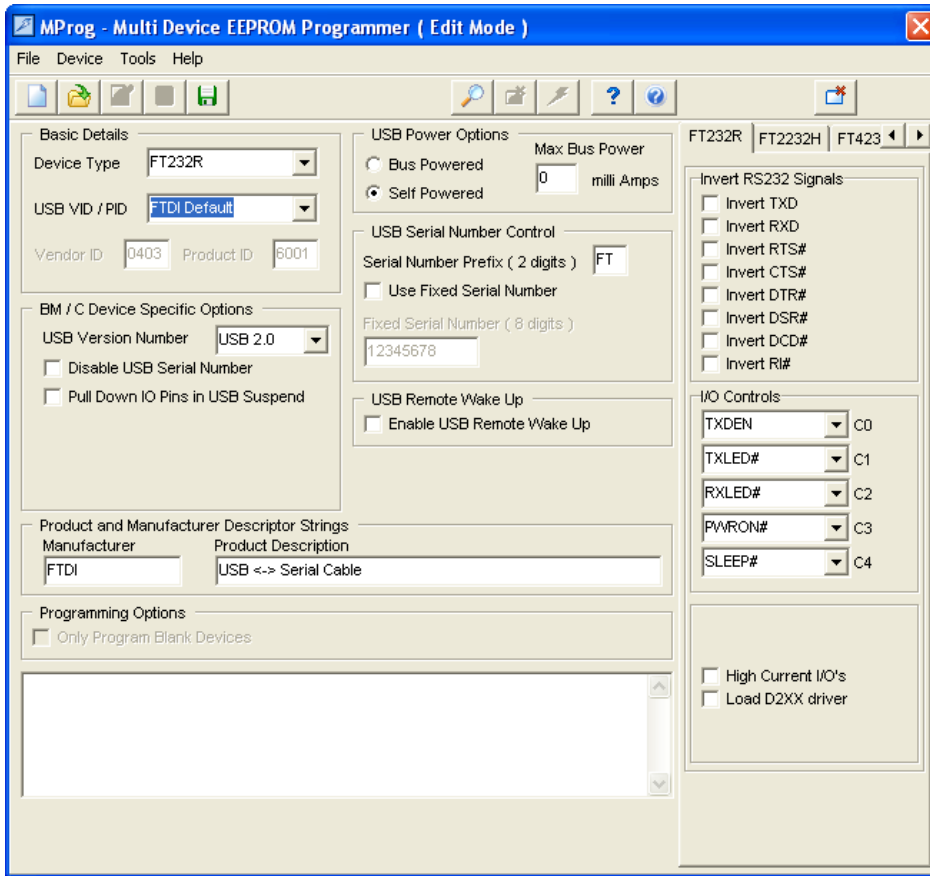 MProg - Multi Device EEPROM Programmer ( Edit Mode )
File Device Tools Help
Basic Details
Device Type FT232R
USB VID / PID FTDI Default
Vendor ID 0403 Product ID 6001
BM / C Device Specific Options
USB Version Number USB 2.0
Disable USB Serial Number
Pull Down IO Pins in USB Suspend
USB Power Options
Bus Powered
Self Powered
Max Bus Power
0 milli Amps
USB Serial Number Control
Serial Number Prefix ( 2 digits ) FT
Use Fixed Serial Number
Fixed Serial Number ( 8 digits )
12345678
USB Remote Wake Up
Enable USB Remote Wake Up
Product and Manufacturer Descriptor Strings
Manufacturer Product Description
FTDI USB <-> Serial Cable
Programming Options
Only Program Blank Devices
FT232R FT2232H FT423
Invert RS232 Signals
Invert TXD
Invert RXD
Invert RTS#
Invert CTS#
Invert DTR#
Invert DSR#
Invert DCD#
Invert RI#
I/O Controls
TXDEN C0
TXLED# C1
RXLED# C2
PWRON# C3
SLEEP# C4
High Current I/O's
Load D2XX driver